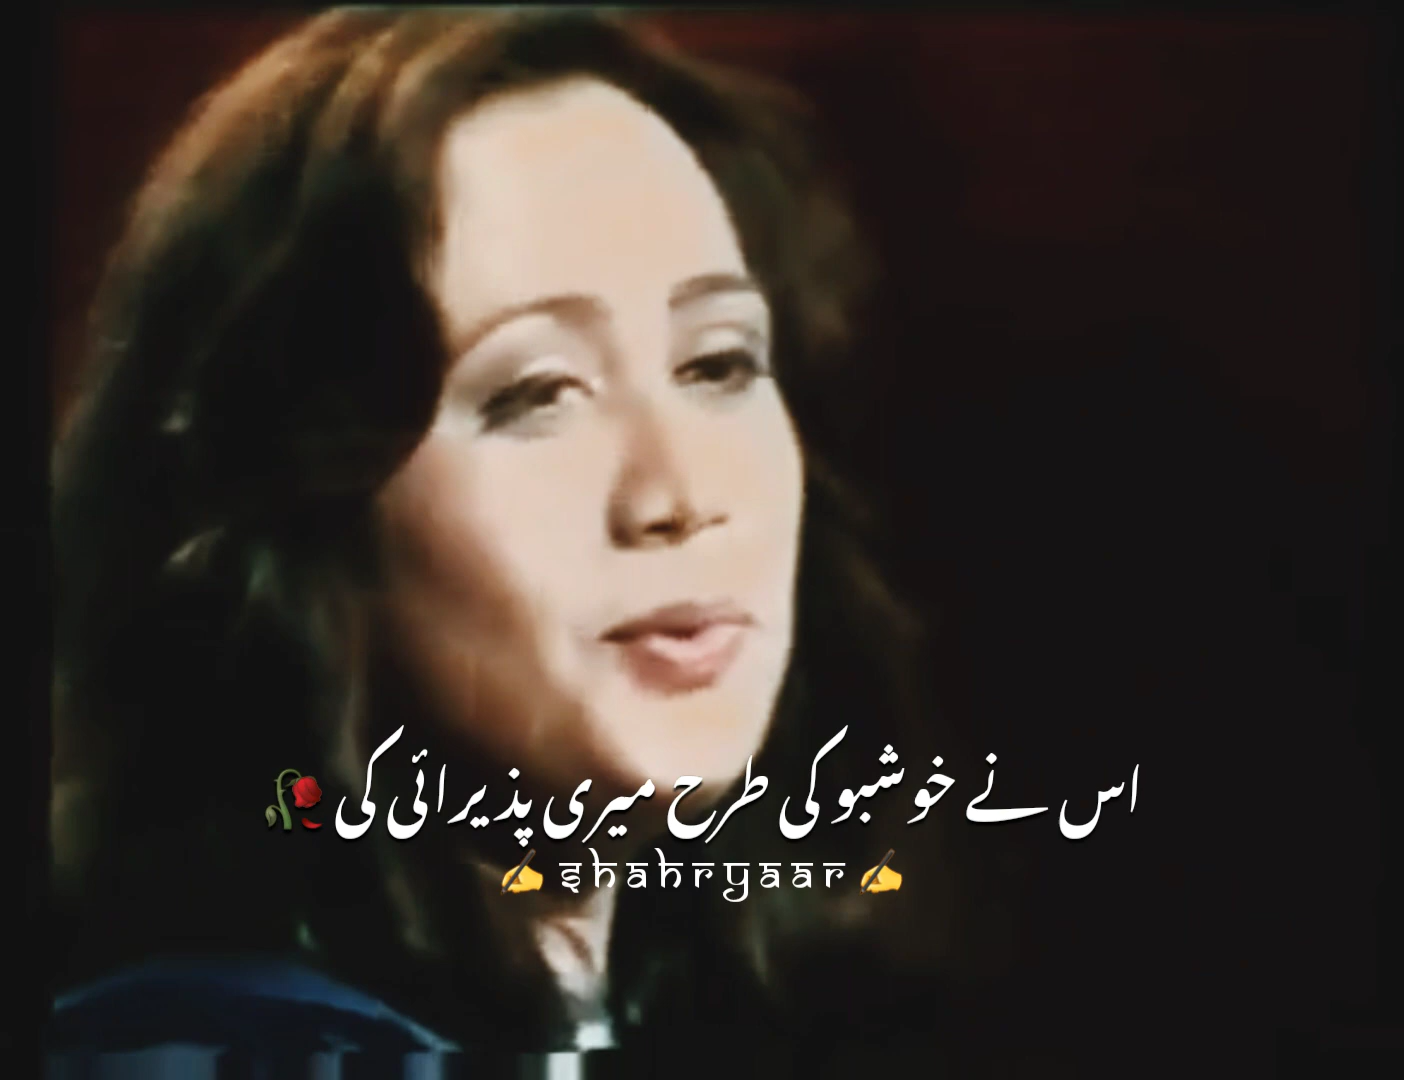 اس نے خوشبو کی طرح میری پذیرائی کی 🥀
✍️ shahryaar ✍️